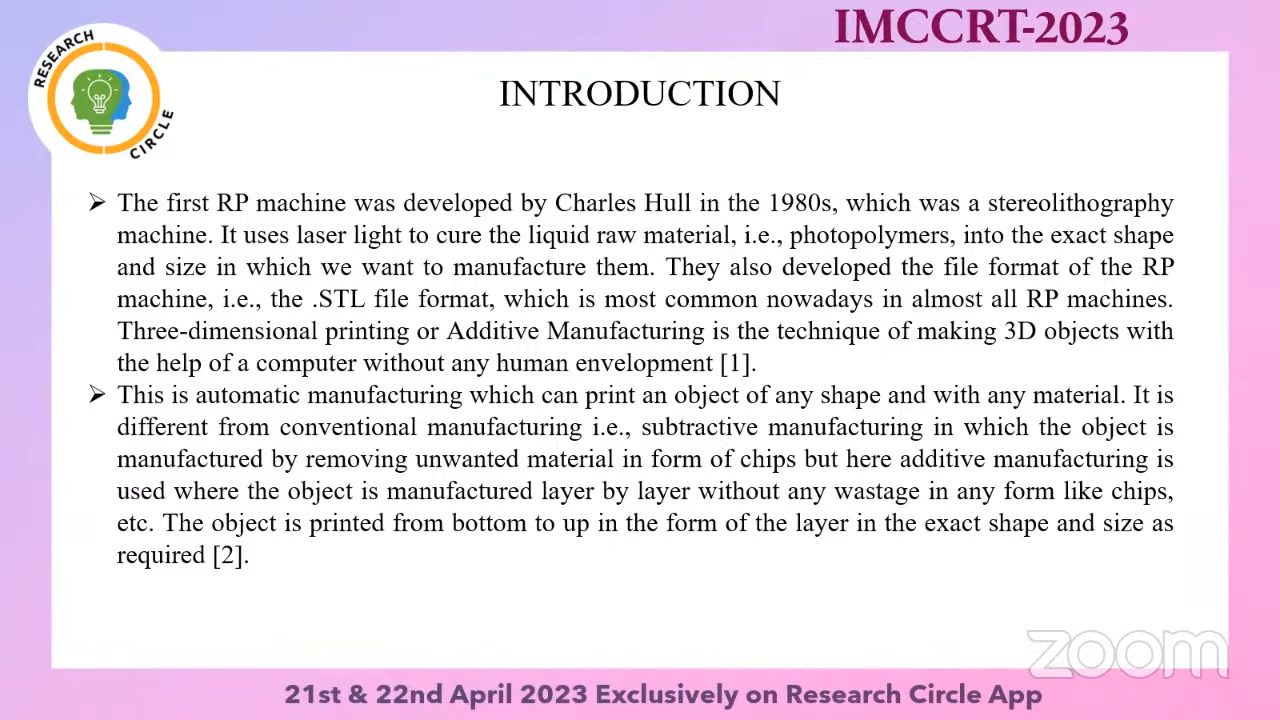 IMCCRT-2023
RESEARCH
CIRCLE
INTRODUCTION
➢ The first RP machine was developed by Charles Hull in the 1980s, which was a stereolithography
machine. It uses laser light to cure the liquid raw material, i.e., photopolymers, into the exact shape
and size in which we want to manufacture them. They also developed the file format of the RP
machine, i.e., the .STL file format, which is most common nowadays in almost all RP machines.
Three-dimensional printing or Additive Manufacturing is the technique of making 3D objects with
the help of a computer without any human envelopment [1].
➢ This is automatic manufacturing which can print an object of any shape and with any material. It is
different from conventional manufacturing i.e., subtractive manufacturing in which the object is
manufactured by removing unwanted material in form of chips but here additive manufacturing is
used where the object is manufactured layer by layer without any wastage in any form like chips,
etc. The object is printed from bottom to up in the form of the layer in the exact shape and size as
required [2].
zoom
21st & 22nd April 2023 Exclusively on Research Circle App